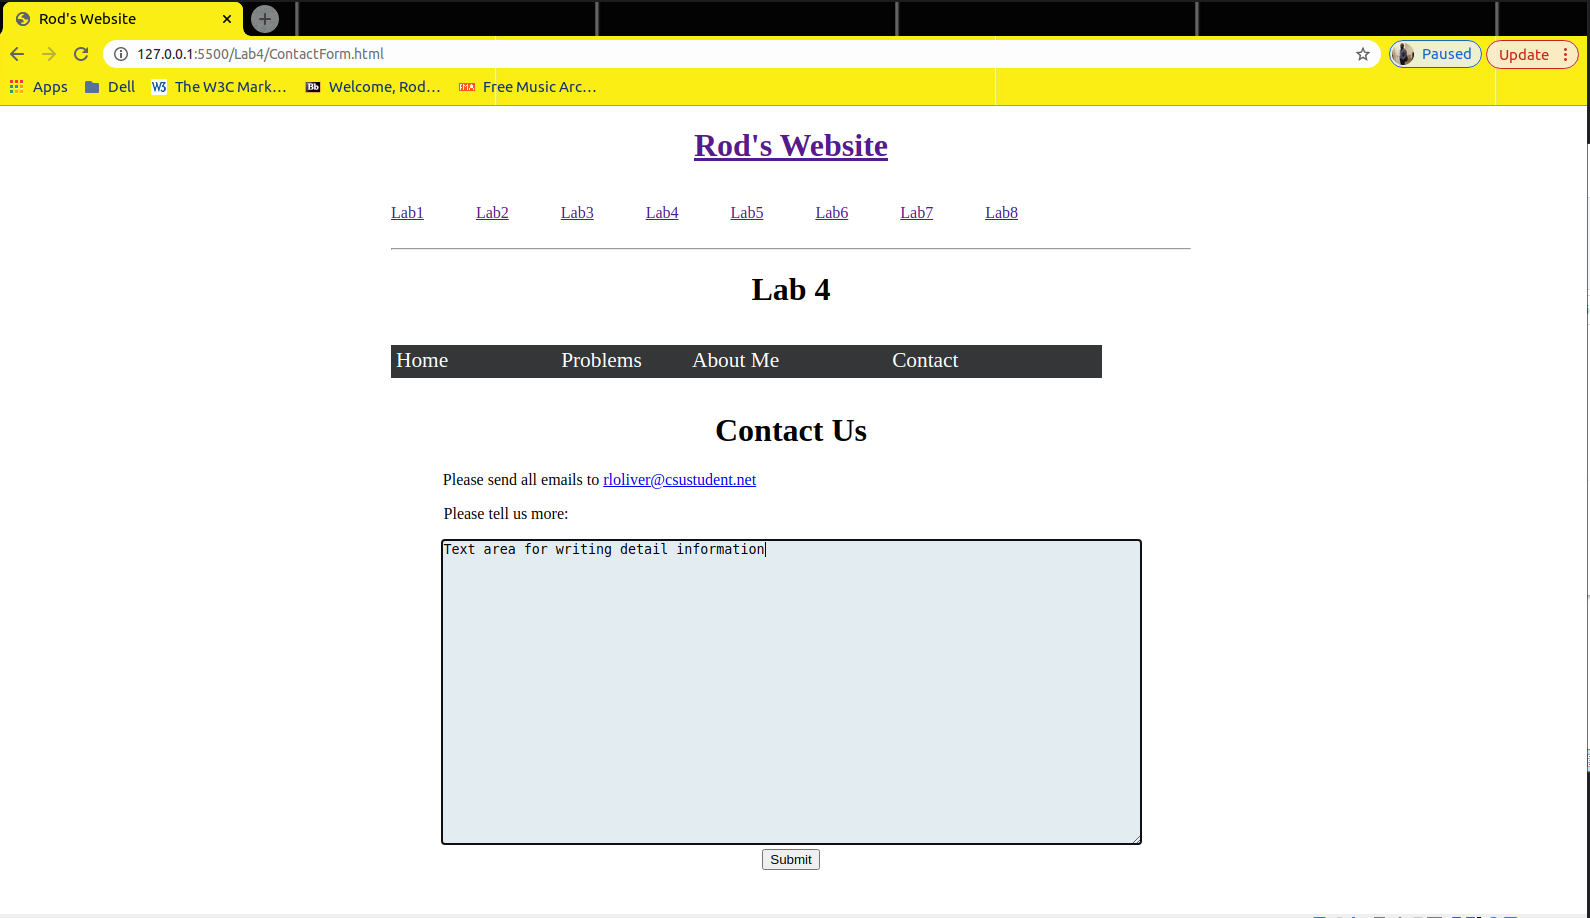 Rod's Website
127.0.0.1:5500/Lab4/ContactForm.html
Paused
Update
Apps
Dell
The W3C Mark...
Welcome, Rod...
Free Music Arc...
Rod's Website
Lab1 Lab2 Lab3 Lab4 Lab5 Lab6 Lab7 Lab8
Lab 4
Home Problems About Me Contact
Contact Us
Please send all emails to rloliver@csustudent.net
Please tell us more:
Text area for writing detail information
Submit